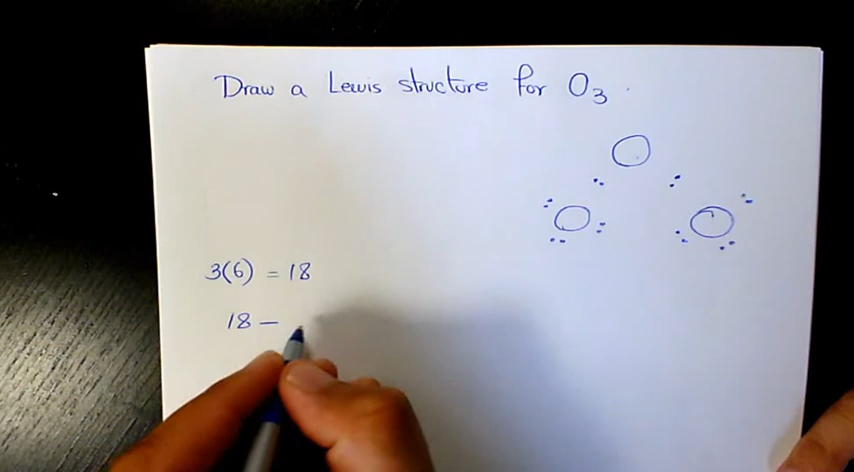 Draw a Lewis structure for O₃.
O
O O
3(6) = 18
18 –